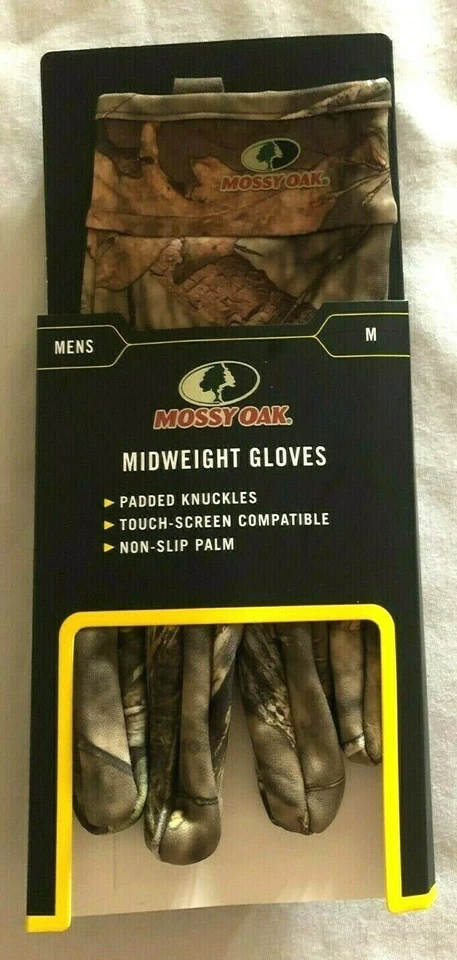 MOSSY OAK®
MENS
M
MOSSY OAK®
MIDWEIGHT GLOVES
PADDED KNUCKLES
TOUCH-SCREEN COMPATIBLE
NON-SLIP PALM